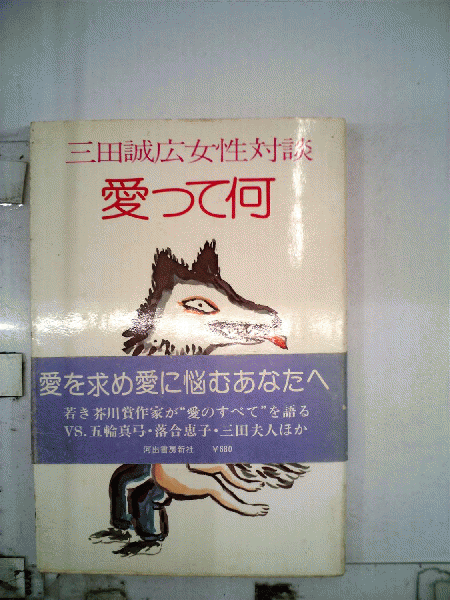 三田誠広女性対談
愛って何
愛を求め愛に悩むあなたへ
若き芥川賞作家が“愛のすべて”を語る
VS.五輪真弓・落合恵子・三田夫人ほか
河出書房新社 ¥680